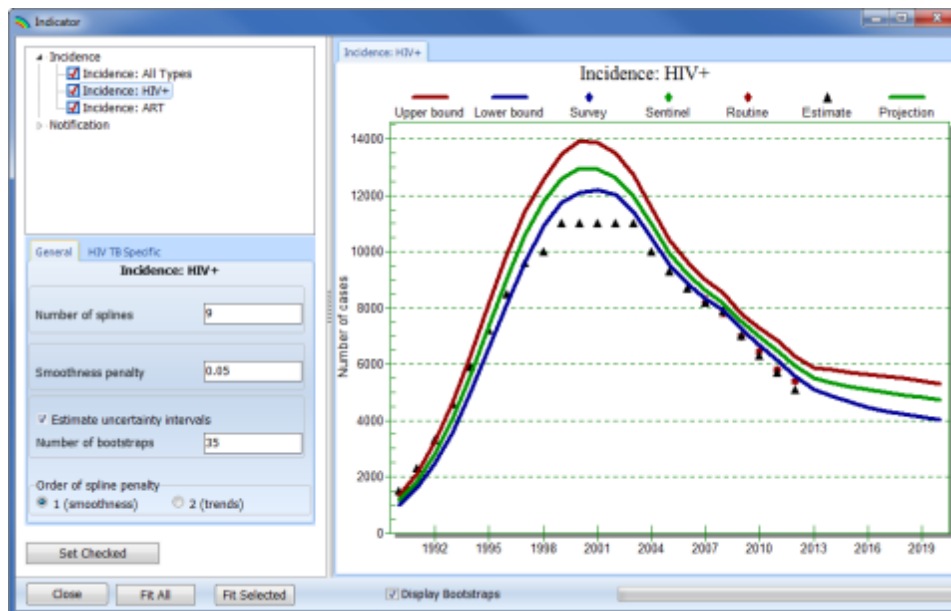 Indicator
Incidence
Incidence: All Types
Incidence: HIV+
Incidence: ART
Notification
General HIV TB Specific
Incidence: HIV+
Number of splines 9
Smoothness penalty 0.05
Estimate uncertainty intervals
Number of bootstraps 35
Order of spline penalty
1 (smoothness) 2 (trends)
Set Checked
Close Fit All Fit Selected
Incidence: HIV+
Incidence: HIV+
Upper bound Lower bound Survey Sentinel Routine Estimate Projection
Number of cases
14000
12000
10000
8000
6000
4000
2000
0
1992 1995 1998 2001 2004 2007 2010 2013 2016 2019
Display Bootstraps